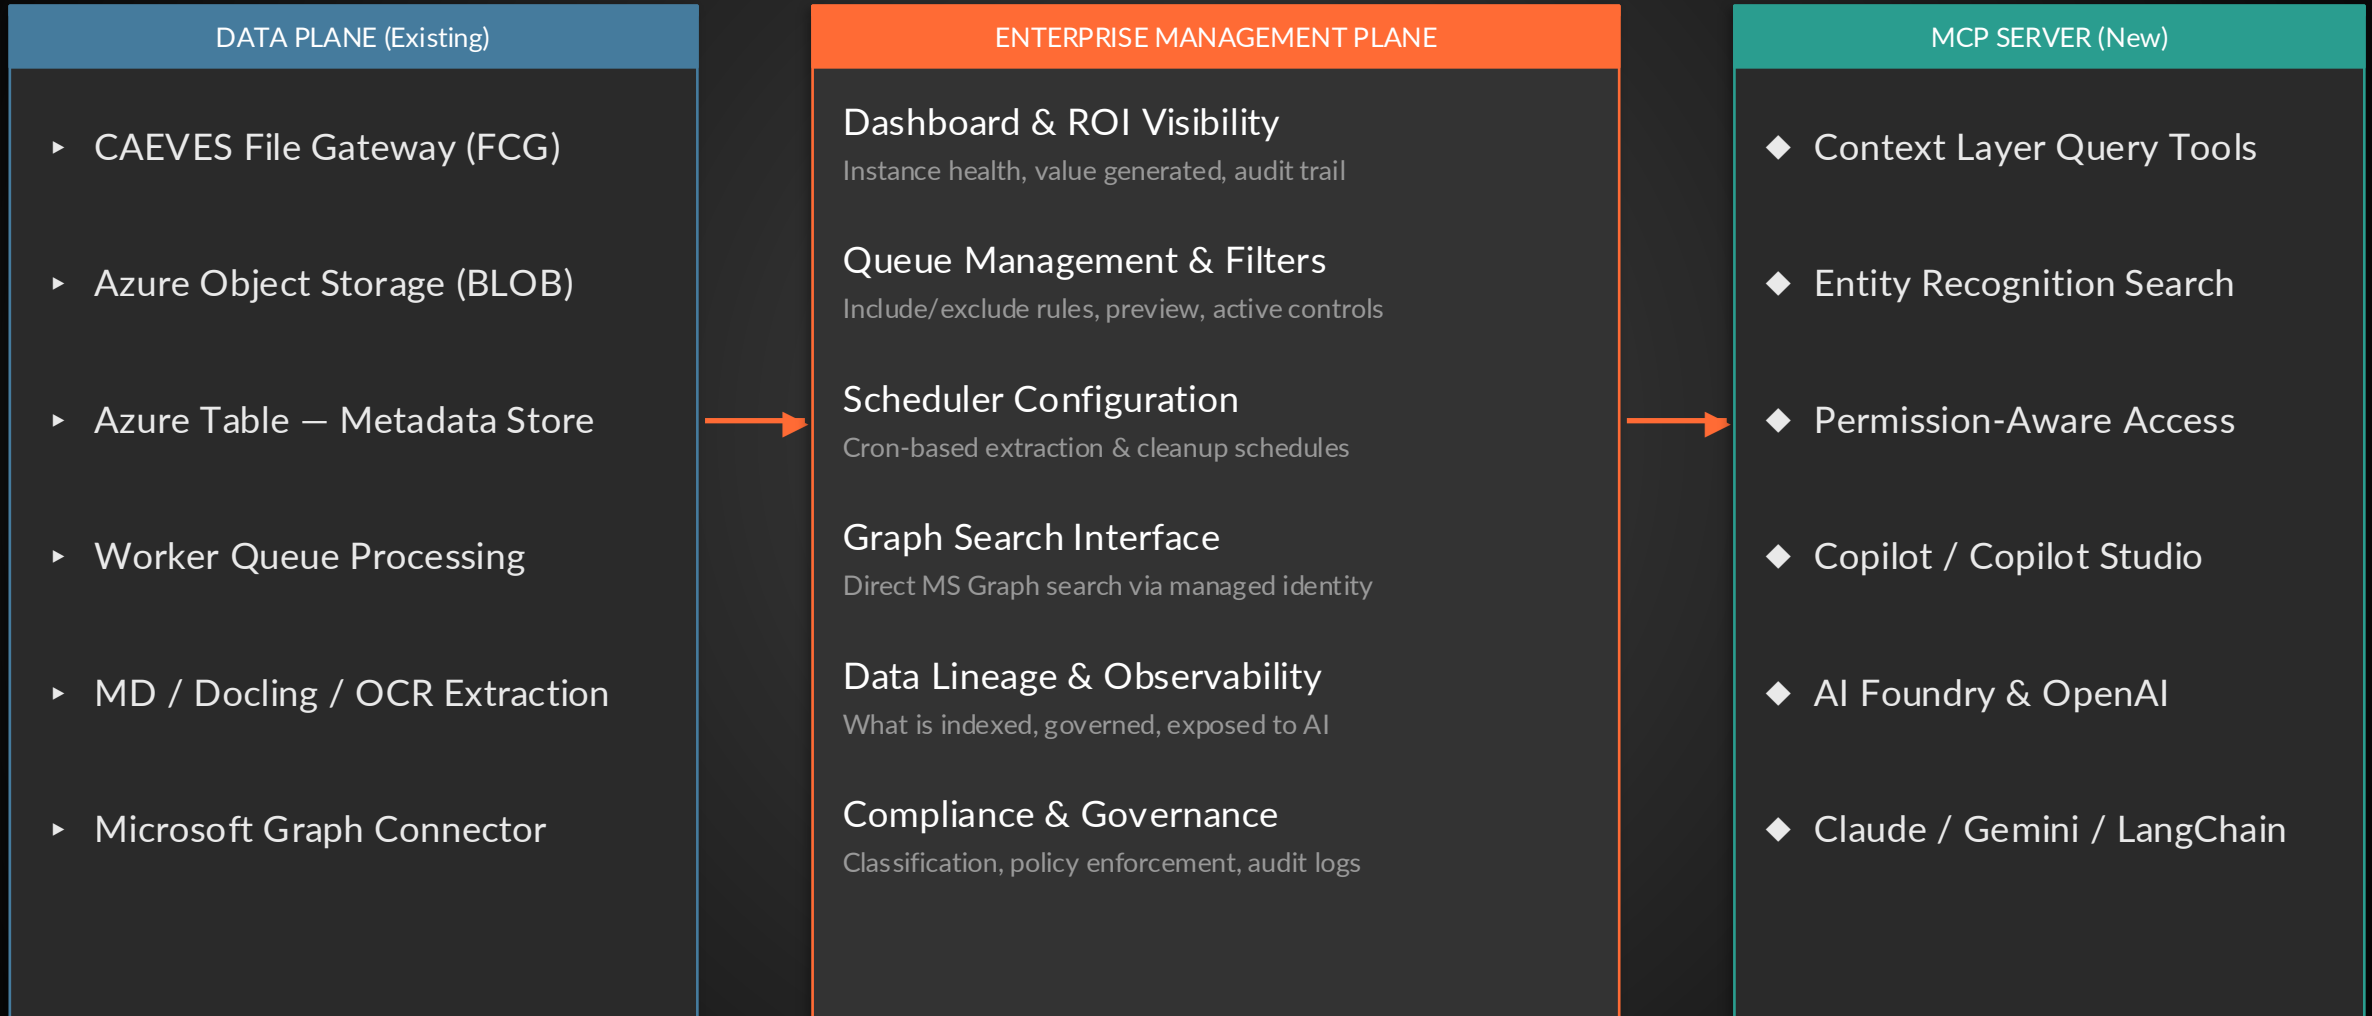 DATA PLANE (Existing)
‣ CAEVES File Gateway (FCG)
‣ Azure Object Storage (BLOB)
‣ Azure Table — Metadata Store
‣ Worker Queue Processing
‣ MD / Docling / OCR Extraction
‣ Microsoft Graph Connector
ENTERPRISE MANAGEMENT PLANE
Dashboard & ROI Visibility
Instance health, value generated, audit trail
Queue Management & Filters
Include/exclude rules, preview, active controls
Scheduler Configuration
Cron-based extraction & cleanup schedules
Graph Search Interface
Direct MS Graph search via managed identity
Data Lineage & Observability
What is indexed, governed, exposed to AI
Compliance & Governance
Classification, policy enforcement, audit logs
MCP SERVER (New)
◆ Context Layer Query Tools
◆ Entity Recognition Search
◆ Permission-Aware Access
◆ Copilot / Copilot Studio
◆ AI Foundry & OpenAI
◆ Claude / Gemini / LangChain